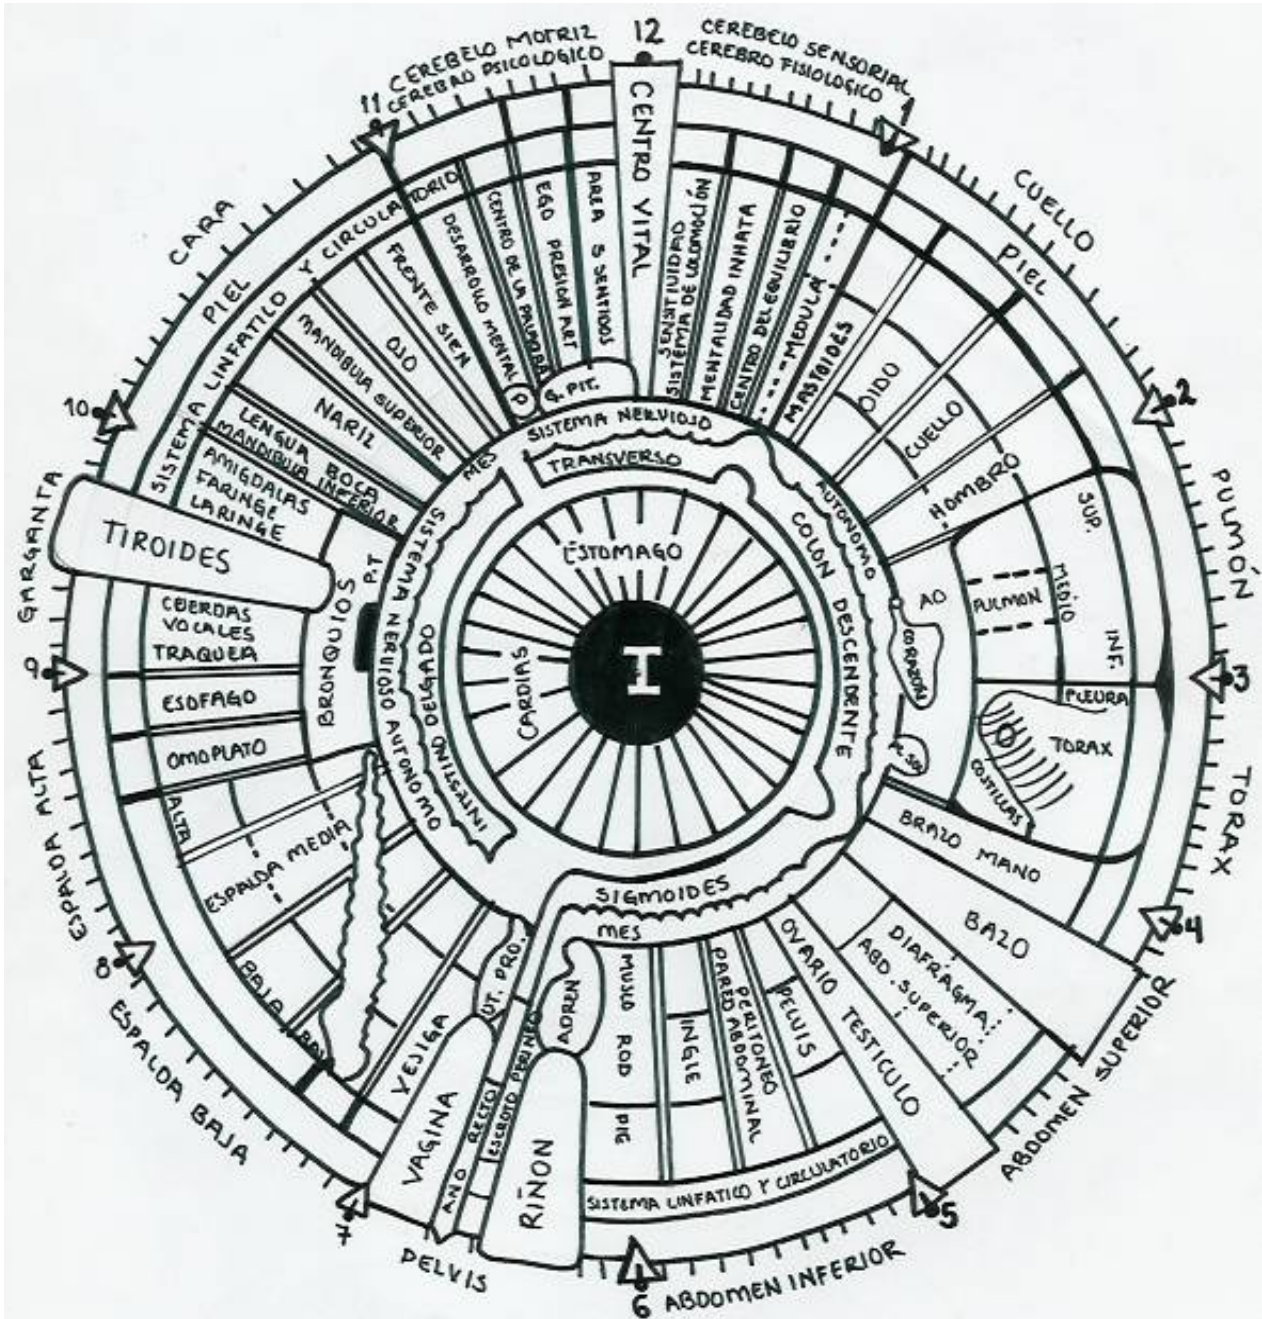 12
CEREBELO SENSORIAL
CEREBRO FISIOLOGICO
1
CUELLO
PIEL
2
PULMÓN
3
TORAX
4
ABDOMEN SUPERIOR
5
ABDOMEN INFERIOR
6
PELVIS
7
ESPALDA BAJA
8
ESPALDA ALTA
9
GARGANTA
10
CARA
PIEL
11
CEREBELO MOTRIZ
CEREBRO PSICOLOGICO
SISTEMA LINFATICO Y CIRCULATORIO
CENTRO VITAL
SENSITIVIDAD
SISTEMA DE LOCOMOCIÓN
MENTALIDAD INNATA
CENTRO DEL EQUILIBRIO
MEDULA
MASTOIDES
OIDO
CUELLO
HOMBRO
SUP.
MEDIO
INF.
PULMON
AO
CORAZÓN
PLEURA
TORAX
COSTILLAS
BRAZO MANO
BAZO
DIAFRAGMA
ABD. SUPERIOR
OVARIO TESTICULO
PELVIS
PERITONEO
PARED ABDOMINAL
INGLE
MUSLO ROD PIE
SISTEMA LINFATICO Y CIRCULATORIO
ADREN
RIÑON
ESCROTO PERINEO
ANO RECTO
UT. PRO.
VAGINA
VEJIGA
BAJA
ESPALDA MEDIA
ALTA
OMOPLATO
ESOFAGO
TRAQUEA
CUERDAS
VOCALES
BRONQUIOS
P.T
TIROIDES
AMIGDALAS
FARINGE
LARINGE
LENGUA BOCA
MANDIBULA INFERIOR
NARIZ
MANDIBULA SUPERIOR
OJO
FRENTE SIEN
DESARROLLO MENTAL
P
CENTRO DE LA PALABRA
EGO PRESION ART
G. PIT.
AREA 5 SENTIDOS
SISTEMA NERVIOSO
AUTONOMO
MES
SISTEMA NERVIOSO AUTONOMO
TRANSVERSO
COLON DESCENDENTE
SIGMOIDES
MES
INTESTINO DELGADO
ESTOMAGO
CARDIAS
I